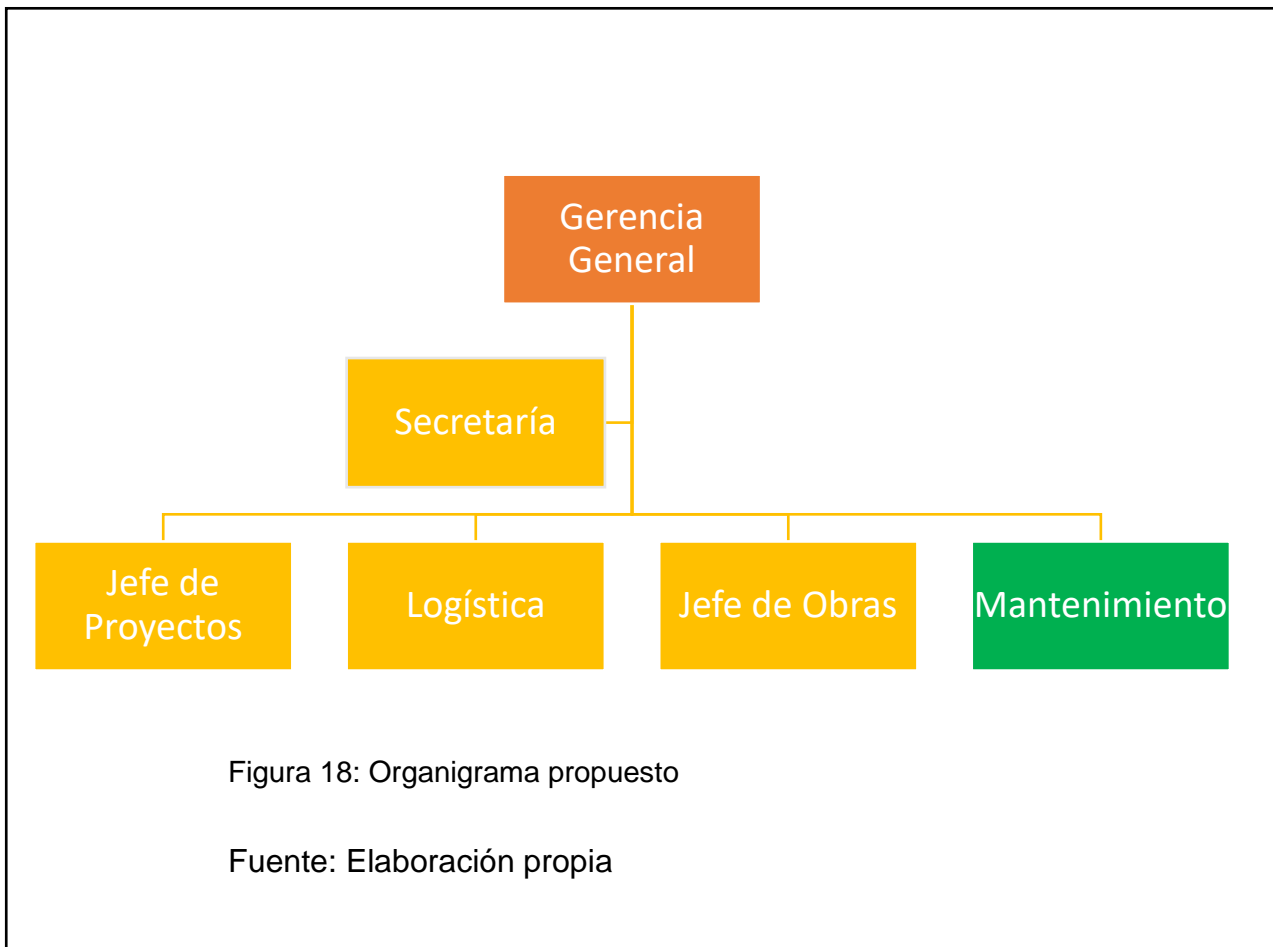 Gerencia
General
Secretaría
Jefe de
Proyectos
Logística
Jefe de Obras
Mantenimiento
Figura 18: Organigrama propuesto
Fuente: Elaboración propia